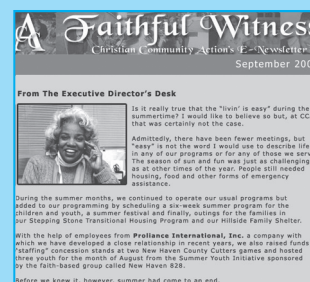 CCA Faithful Witness
Christian Community Action's E-Newsletter
September 200
From The Executive Director's Desk
Is it really true that the "livin' is easy" during the
summertime? I would like to believe so but, at CC
that was certainly not the case.
Admittedly, there have been fewer meetings, but
"easy" is not the word I would use to describe life
in any of our programs or for any of those we serv
The season of sun and fun was just as challenging
as at other times of the year. People still needed
housing, food and other forms of emergency
assistance.
During the summer months, we continued to operate our usual programs but
added to our programming by scheduling a six-week summer program for the
children and youth, a summer festival and finally, outings for the families in
our Stepping Stone Transitional Housing Program and our Hillside Family Shelter.
With the help of employees from Proliance International, Inc. a company with
which we have developed a close relationship in recent years, we also raised funds
"staffing" concession stands at two New Haven County Cutters games and hosted
three youth for the month of August from the Summer Youth Initiative sponsored
by the faith-based group called New Haven 828.
Before we knew it, however, summer had come to an end.